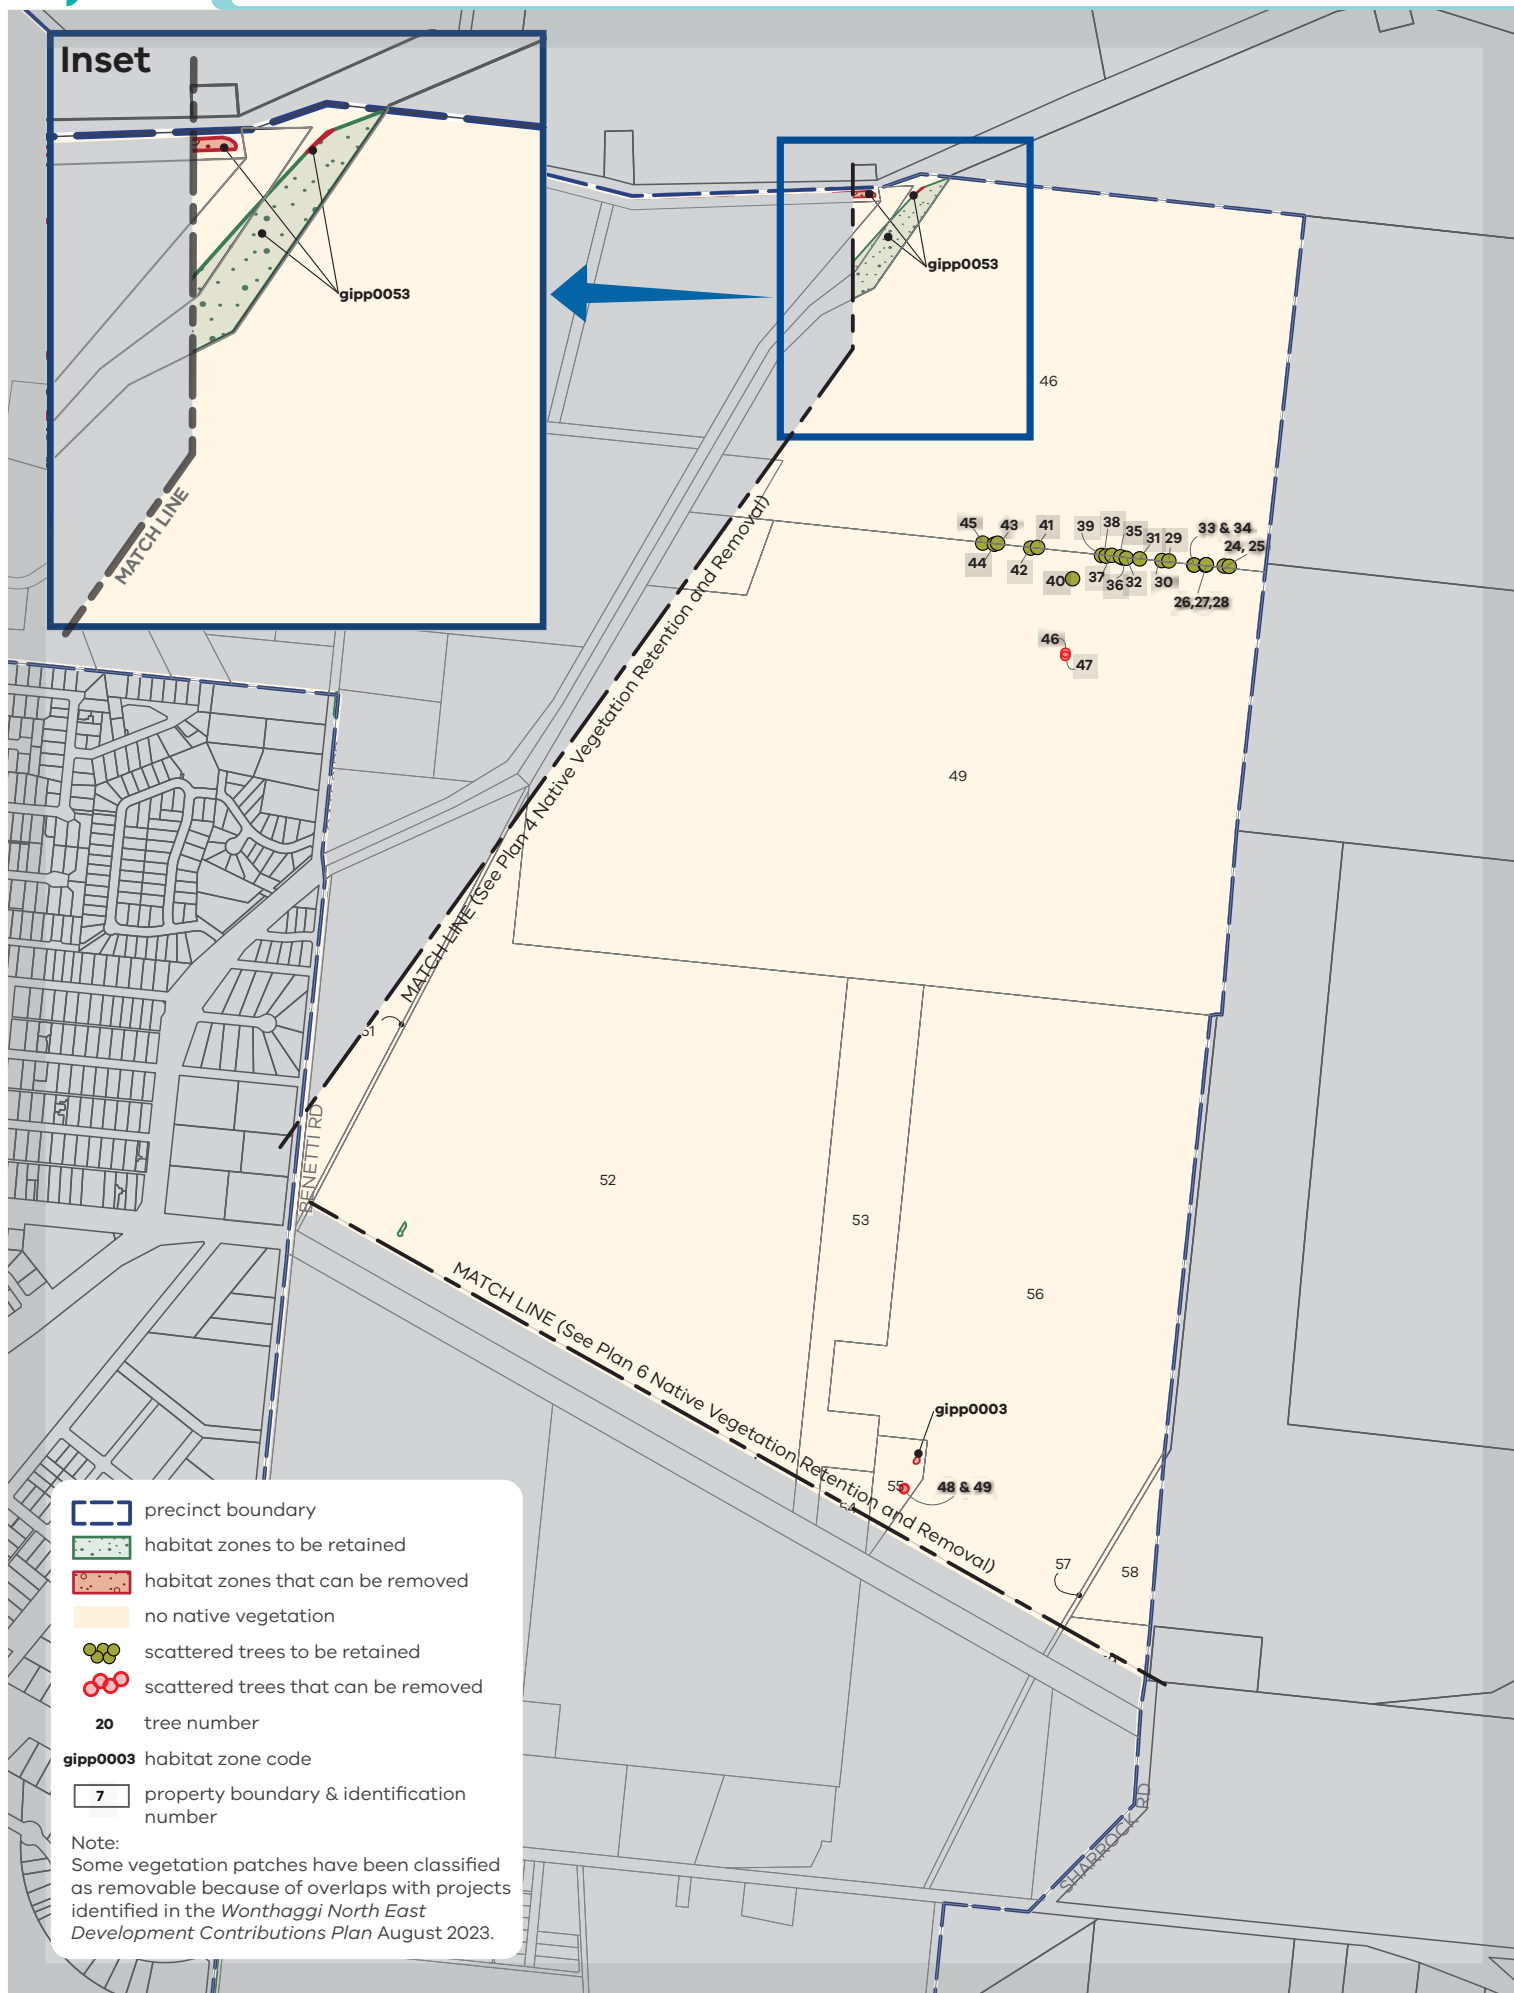 Inset
gipp0053
MATCH LINE
gipp0053
46
45
43
41
39
38
35
31
29
33 & 34
24, 25
44
42
40
37
36
32
30
26,27,28
46
47
MATCH LINE (See Plan 4 Native Vegetation Retention and Removal)
49
51
BENETTI RD
52
53
56
MATCH LINE (See Plan 6 Native Vegetation Retention and Removal)
gipp0003
55
48 & 49
54
57
58
SHARROCK RD
precinct boundary
habitat zones to be retained
habitat zones that can be removed
no native vegetation
scattered trees to be retained
scattered trees that can be removed
20 tree number
gipp0003 habitat zone code
7 property boundary & identification
number
Note:
Some vegetation patches have been classified
as removable because of overlaps with projects
identified in the Wonthaggi North East
Development Contributions Plan August 2023.